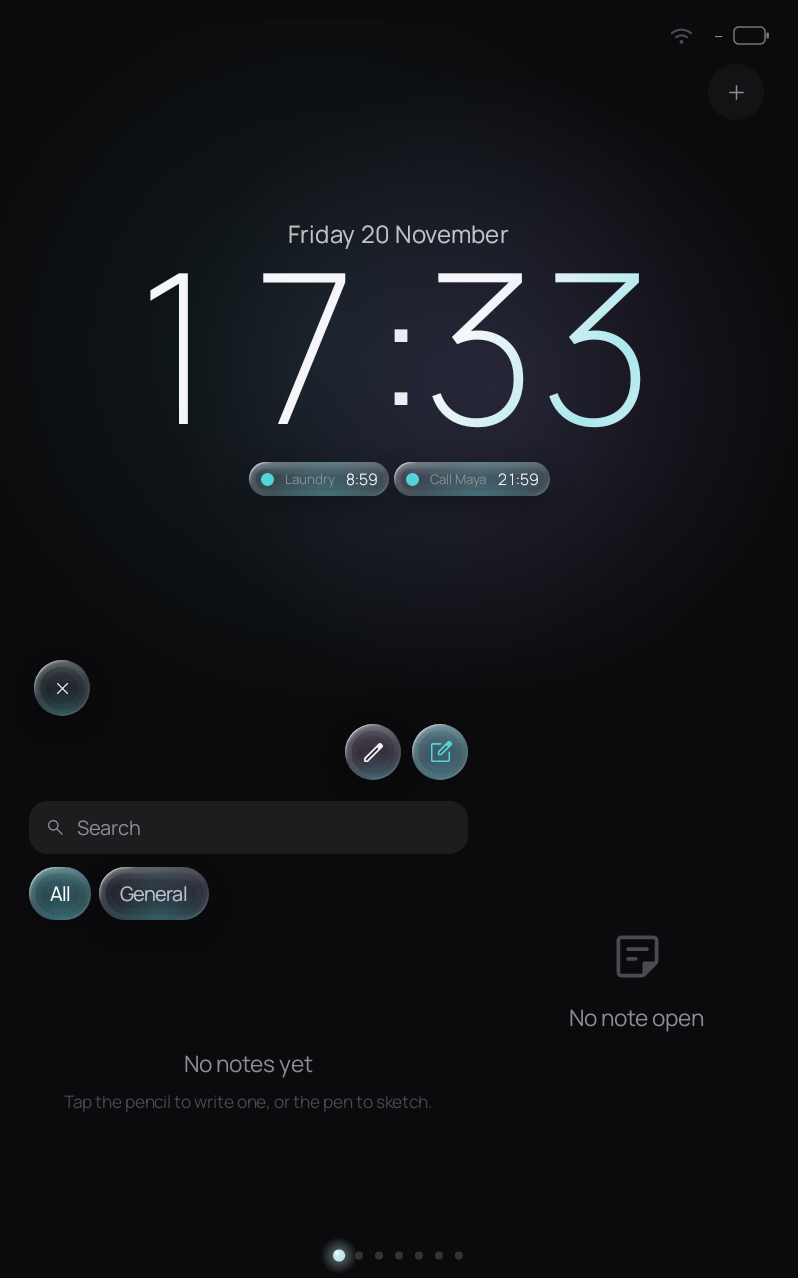 –
Friday 20 November
17:33
Laundry 8:59 Call Maya 21:59
Search
All General
No note open
No notes yet
Tap the pencil to write one, or the pen to sketch.